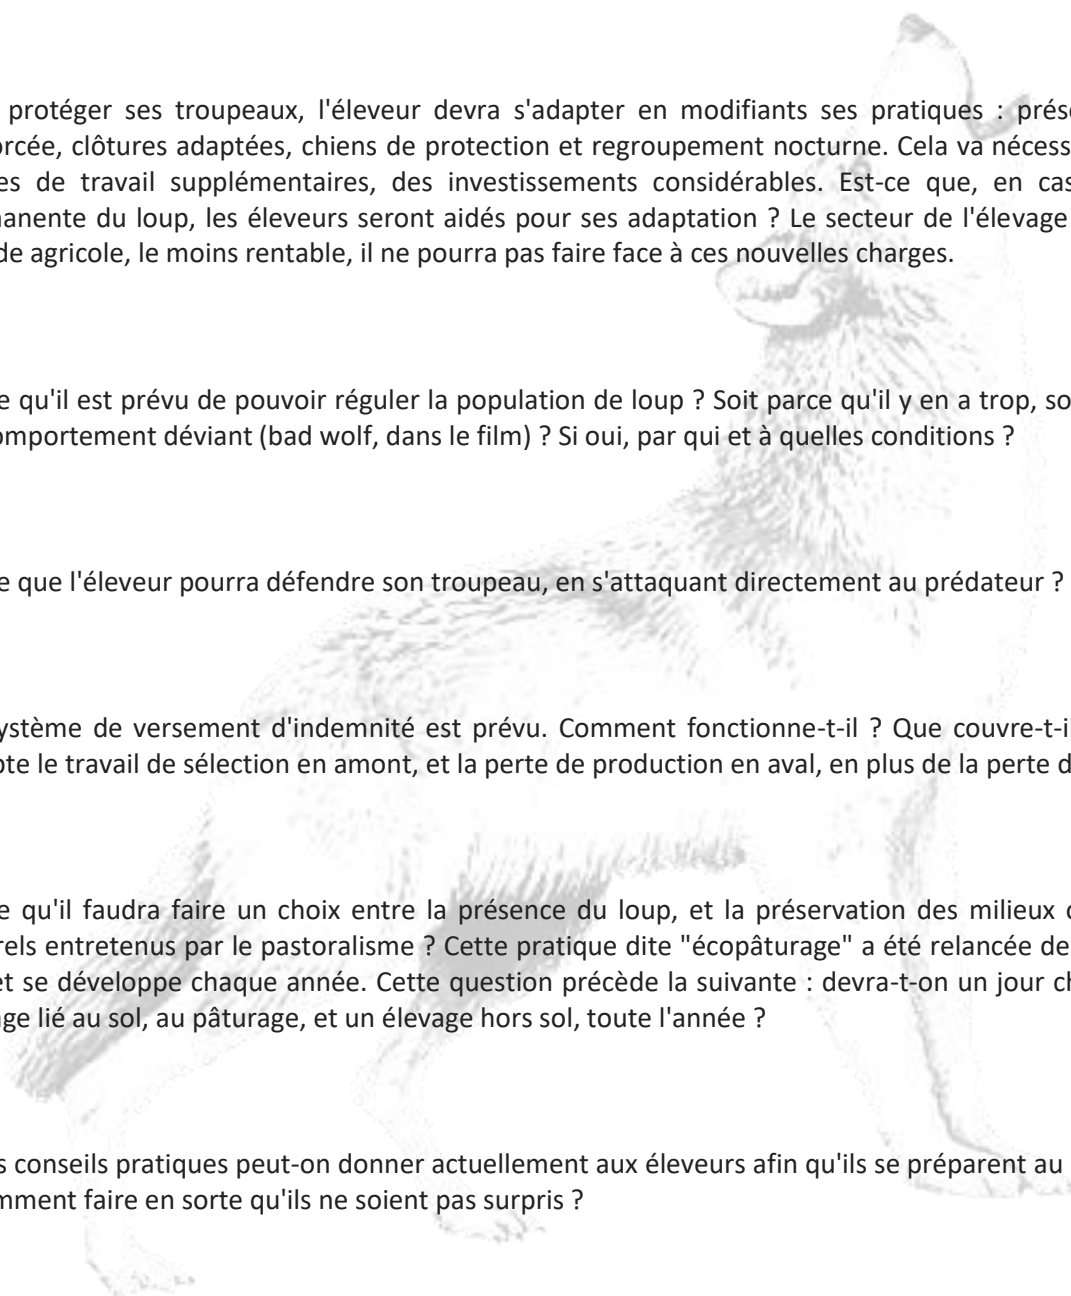 protéger ses troupeaux, l'éleveur devra s'adapter en modifiants ses pratiques : prése
orcée, clôtures adaptées, chiens de protection et regroupement nocturne. Cela va nécess
es de travail supplémentaires, des investissements considérables. Est-ce que, en cas
anente du loup, les éleveurs seront aidés pour ses adaptation ? Le secteur de l'élevage
de agricole, le moins rentable, il ne pourra pas faire face à ces nouvelles charges.
e qu'il est prévu de pouvoir réguler la population de loup ? Soit parce qu'il y en a trop, so
omportement déviant (bad wolf, dans le film) ? Si oui, par qui et à quelles conditions ?
e que l'éleveur pourra défendre son troupeau, en s'attaquant directement au prédateur ?
ystème de versement d'indemnité est prévu. Comment fonctionne-t-il ? Que couvre-t-il
pte le travail de sélection en amont, et la perte de production en aval, en plus de la perte d
e qu'il faudra faire un choix entre la présence du loup, et la préservation des milieux o
rels entretenus par le pastoralisme ? Cette pratique dite "écopâturage" a été relancée de
et se développe chaque année. Cette question précède la suivante : devra-t-on un jour ch
ge lié au sol, au pâturage, et un élevage hors sol, toute l'année ?
s conseils pratiques peut-on donner actuellement aux éleveurs afin qu'ils se préparent au
mment faire en sorte qu'ils ne soient pas surpris ?